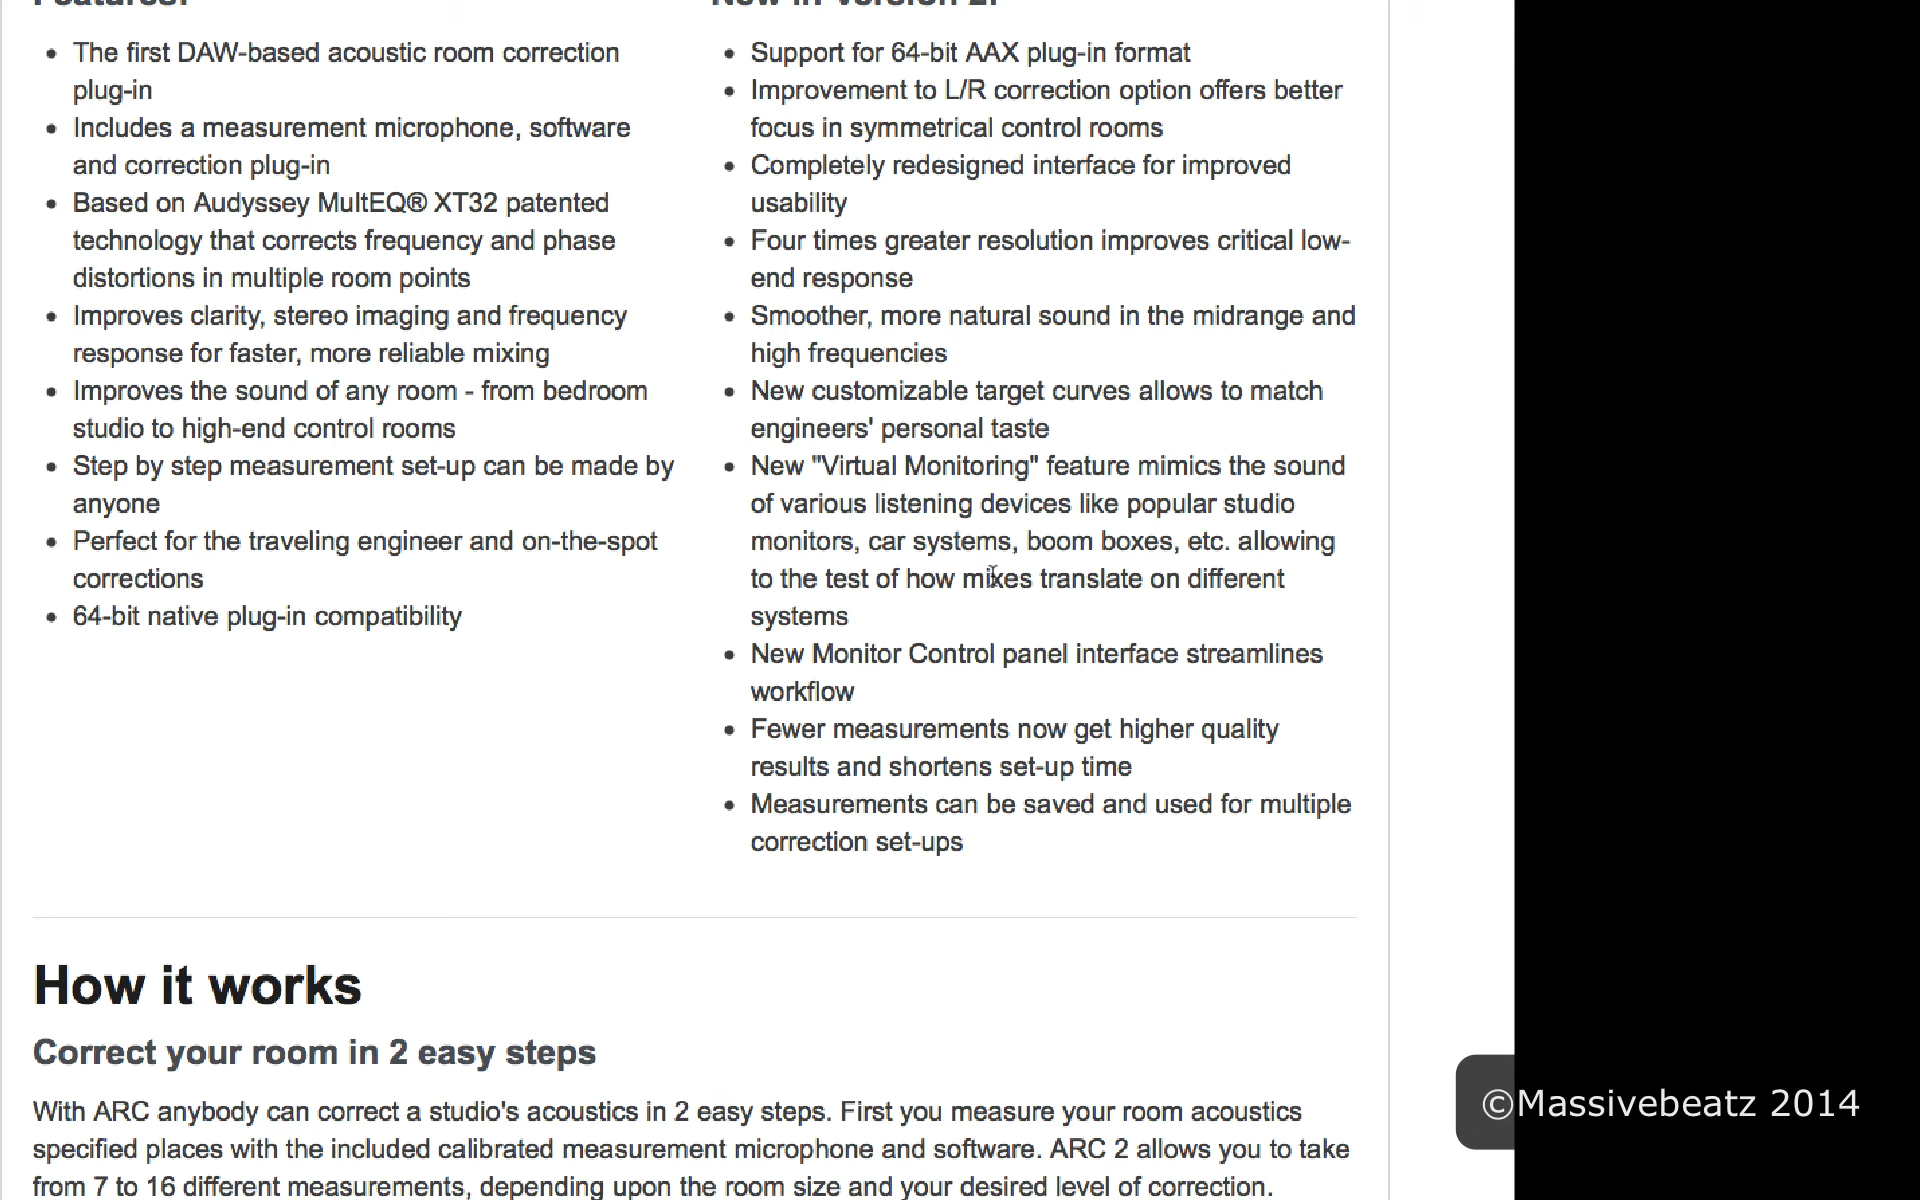 Features:
The first DAW-based acoustic room correction
plug-in
Includes a measurement microphone, software
and correction plug-in
Based on Audyssey MultEQ® XT32 patented
technology that corrects frequency and phase
distortions in multiple room points
Improves clarity, stereo imaging and frequency
response for faster, more reliable mixing
Improves the sound of any room - from bedroom
studio to high-end control rooms
Step by step measurement set-up can be made by
anyone
Perfect for the traveling engineer and on-the-spot
corrections
64-bit native plug-in compatibility
New in version 2:
Support for 64-bit AAX plug-in format
Improvement to L/R correction option offers better
focus in symmetrical control rooms
Completely redesigned interface for improved
usability
Four times greater resolution improves critical low-
end response
Smoother, more natural sound in the midrange and
high frequencies
New customizable target curves allows to match
engineers' personal taste
New "Virtual Monitoring" feature mimics the sound
of various listening devices like popular studio
monitors, car systems, boom boxes, etc. allowing
to the test of how mixes translate on different
systems
New Monitor Control panel interface streamlines
workflow
Fewer measurements now get higher quality
results and shortens set-up time
Measurements can be saved and used for multiple
correction set-ups
How it works
Correct your room in 2 easy steps
With ARC anybody can correct a studio's acoustics in 2 easy steps. First you measure your room acoustics
specified places with the included calibrated measurement microphone and software. ARC 2 allows you to take
from 7 to 16 different measurements, depending upon the room size and your desired level of correction.
©Massivebeatz 2014